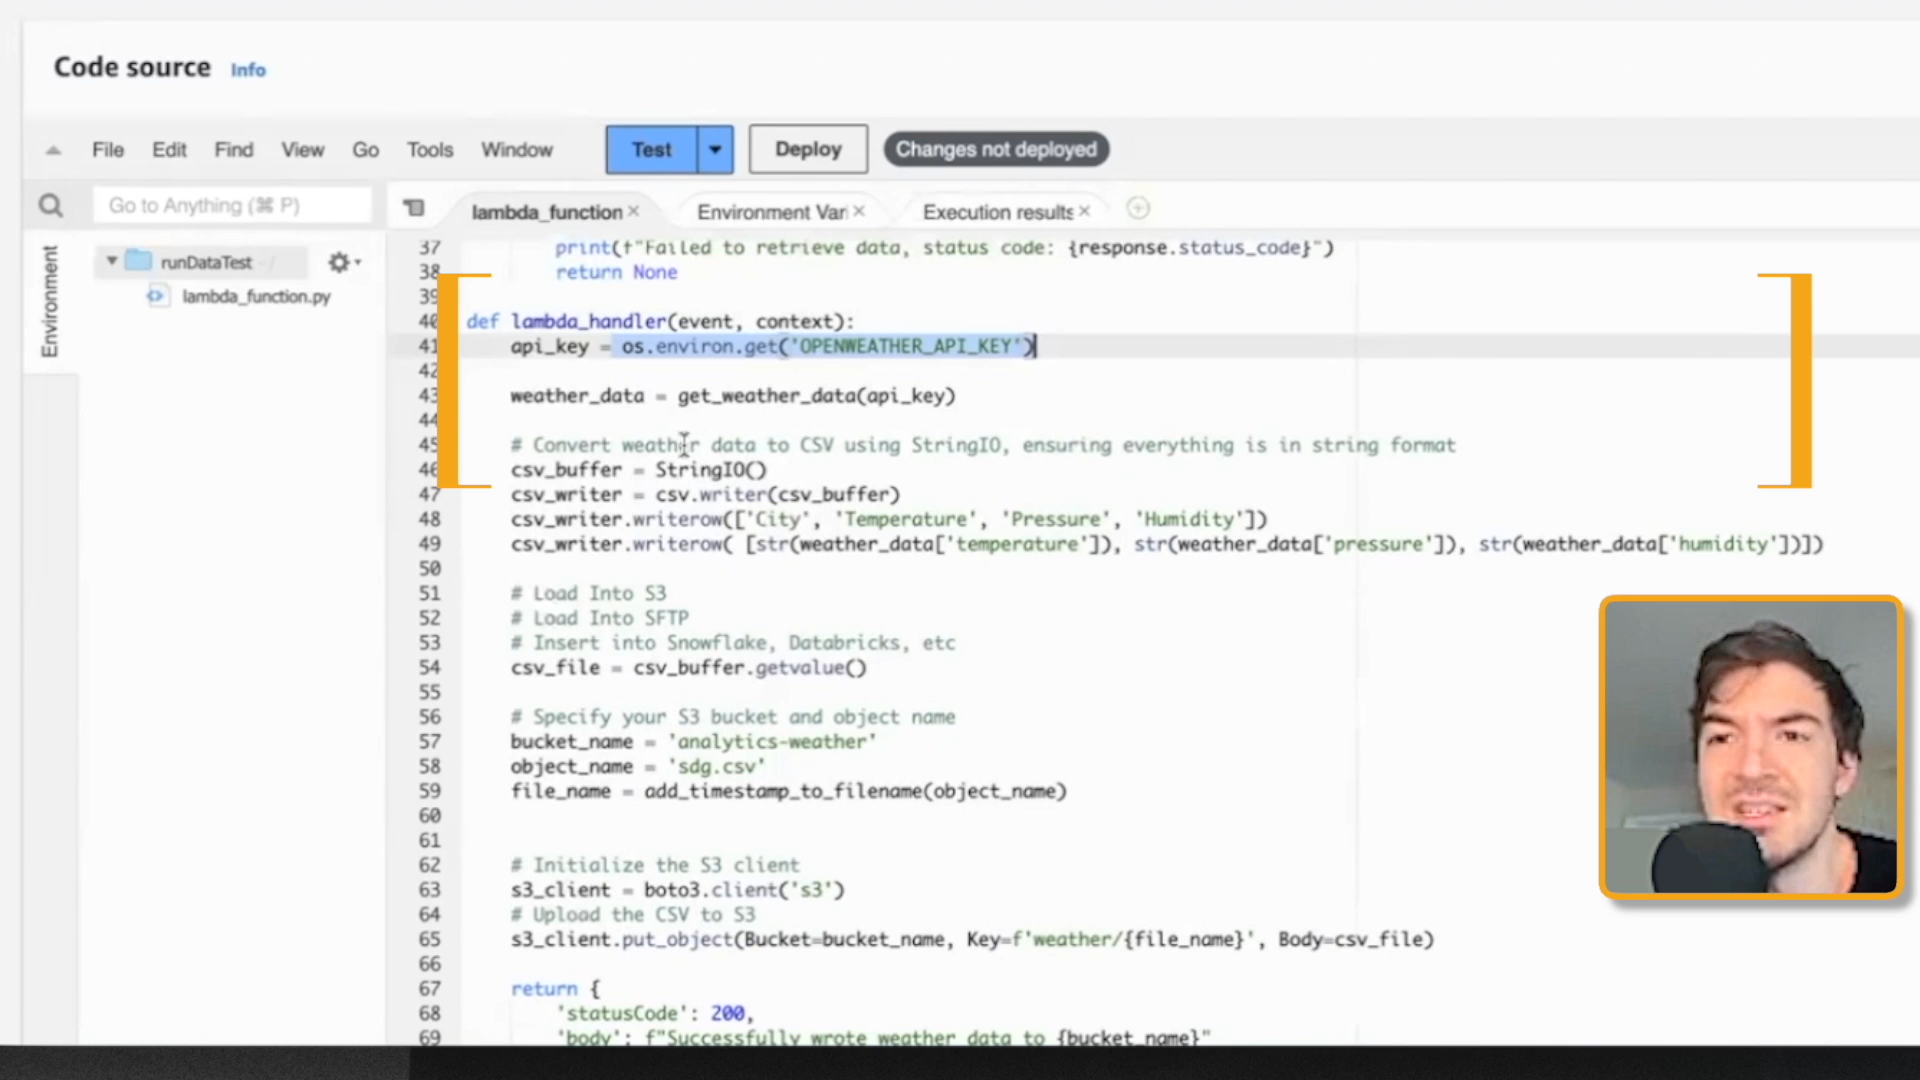 Code source Info
File Edit Find View Go Tools Window Test Deploy Changes not deployed
Go to Anything (⌘ P)
lambda_function × Environment Vari × Execution results ×
Environment
runDataTest - /
lambda_function.py
37 print(f"Failed to retrieve data, status code: {response.status_code}")
38 return None
39
40 def lambda_handler(event, context):
41 api_key = os.environ.get('OPENWEATHER_API_KEY')
42
43 weather_data = get_weather_data(api_key)
44
45 # Convert weather data to CSV using StringIO, ensuring everything is in string format
46 csv_buffer = StringIO()
47 csv_writer = csv.writer(csv_buffer)
48 csv_writer.writerow(['City', 'Temperature', 'Pressure', 'Humidity'])
49 csv_writer.writerow( [str(weather_data['temperature']), str(weather_data['pressure']), str(weather_data['humidity'])])
50
51 # Load Into S3
52 # Load Into SFTP
53 # Insert into Snowflake, Databricks, etc
54 csv_file = csv_buffer.getvalue()
55
56 # Specify your S3 bucket and object name
57 bucket_name = 'analytics-weather'
58 object_name = 'sdg.csv'
59 file_name = add_timestamp_to_filename(object_name)
60
61
62 # Initialize the S3 client
63 s3_client = boto3.client('s3')
64 # Upload the CSV to S3
65 s3_client.put_object(Bucket=bucket_name, Key=f'weather/{file_name}', Body=csv_file)
66
67 return {
68 'statusCode': 200,
69 'body': f"Successfully wrote weather data to {bucket_name}"